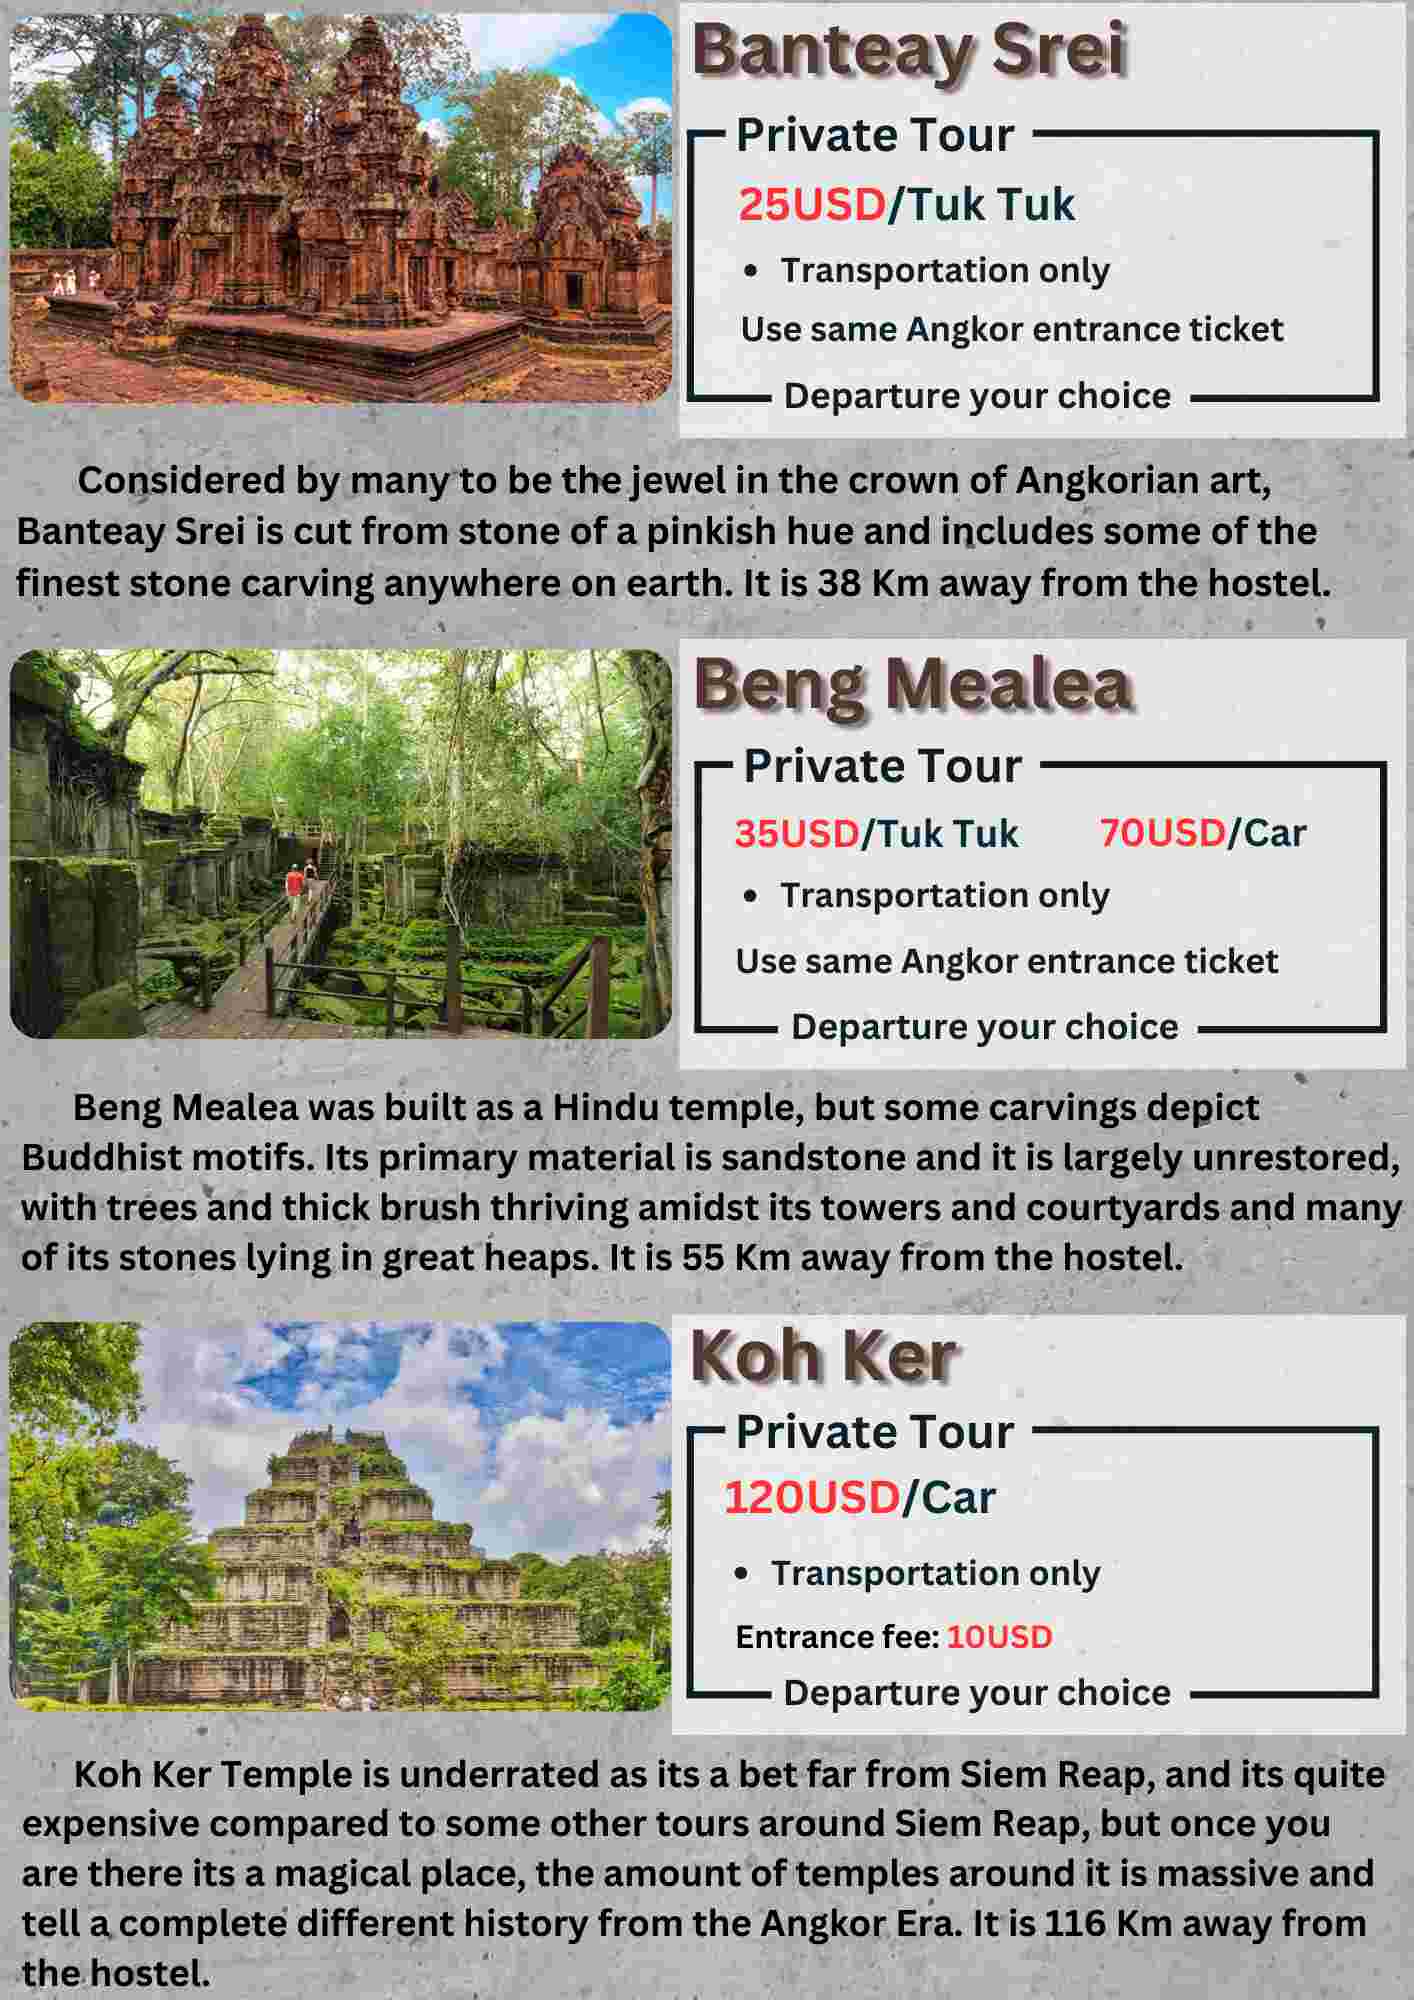 Banteay Srei
Private Tour
25USD/Tuk Tuk
• Transportation only
Use same Angkor entrance ticket
Departure your choice
Considered by many to be the jewel in the crown of Angkorian art,
Banteay Srei is cut from stone of a pinkish hue and includes some of the
finest stone carving anywhere on earth. It is 38 Km away from the hostel.
Beng Mealea
Private Tour
35USD/Tuk Tuk 70USD/Car
• Transportation only
Use same Angkor entrance ticket
Departure your choice
Beng Mealea was built as a Hindu temple, but some carvings depict
Buddhist motifs. Its primary material is sandstone and it is largely unrestored,
with trees and thick brush thriving amidst its towers and courtyards and many
of its stones lying in great heaps. It is 55 Km away from the hostel.
Koh Ker
Private Tour
120USD/Car
• Transportation only
Entrance fee: 10USD
Departure your choice
Koh Ker Temple is underrated as its a bet far from Siem Reap, and its quite
expensive compared to some other tours around Siem Reap, but once you
are there its a magical place, the amount of temples around it is massive and
tell a complete different history from the Angkor Era. It is 116 Km away from
the hostel.